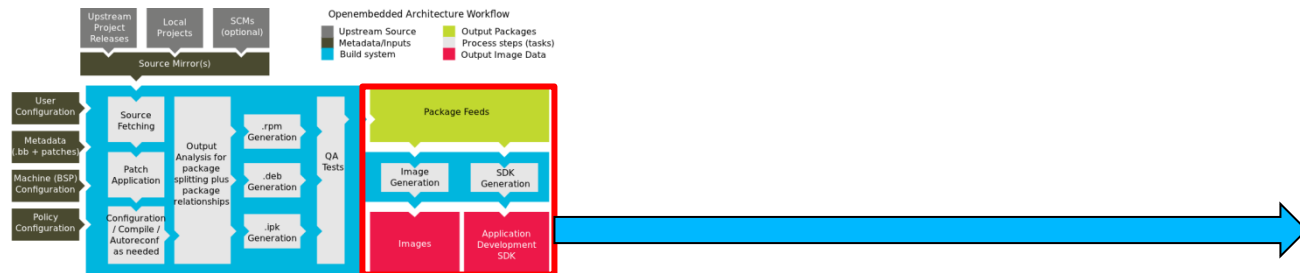 Openembedded Architecture Workflow
Upstream Source
Metadata/Inputs
Build system
Output Packages
Process steps (tasks)
Output Image Data
Upstream
Project
Releases
Local
Projects
SCMs
(optional)
Source Mirror(s)
User
Configuration
Metadata
(.bb + patches)
Machine (BSP)
Configuration
Policy
Configuration
Source
Fetching
Patch
Application
Configuration
/ Compile /
Autoreconf
as needed
Output
Analysis for
package
splitting plus
package
relationships
.rpm
Generation
.deb
Generation
.ipk
Generation
QA
Tests
Package Feeds
Image
Generation
SDK
Generation
Images
Application
Development
SDK